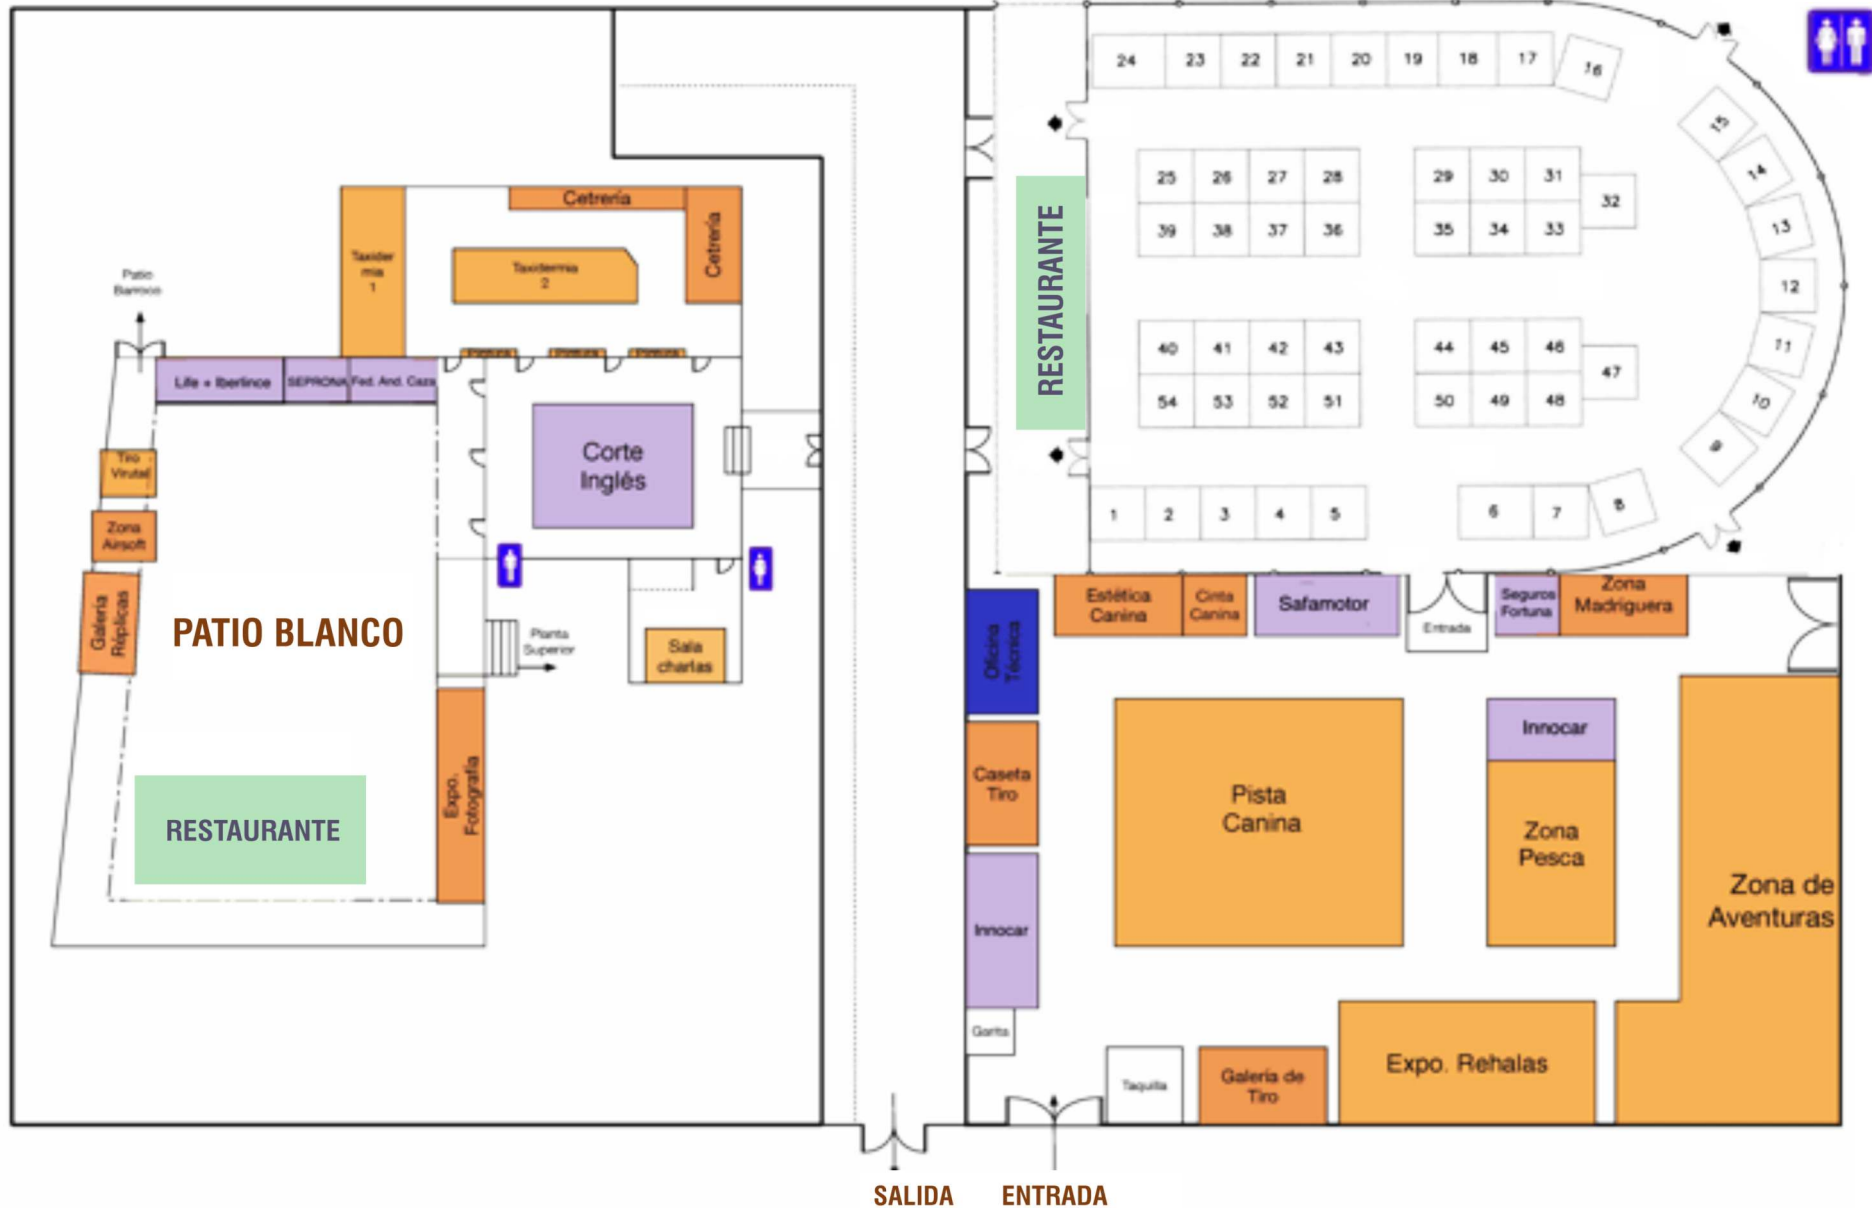 24 23 22 21 20 19 18 17 16
15
14
13
12
11
10
9
25 26 27 28
39 38 37 36
29 30 31
32
35 34 33
40 41 42 43
54 53 52 51
44 45 46
47
50 49 48
1 2 3 4 5
6 7 8
RESTAURANTE
Cetrería
Cetrería
Taxider
mia
1
Taxidermia
2
Patio
Barroco
Pintura
Pintura
Pintura
Life + Iberlince
SEPRONA
Fed. And. Caza
Corte
Inglés
Tiro
Virutal
Zona
Airsoft
Galería
Réplicas
PATIO BLANCO
Planta
Superior
Sala
charlas
Expo.
Fotografía
RESTAURANTE
Estética
Canina
Cinta
Canina
Safamotor
Entrada
Seguros
Fortuna
Zona
Madriguera
Oficina
Técnica
Caseta
Tiro
Innocar
Garita
Pista
Canina
Innocar
Zona
Pesca
Zona de
Aventuras
Taquilla
Galería de
Tiro
Expo. Rehalas
SALIDA
ENTRADA